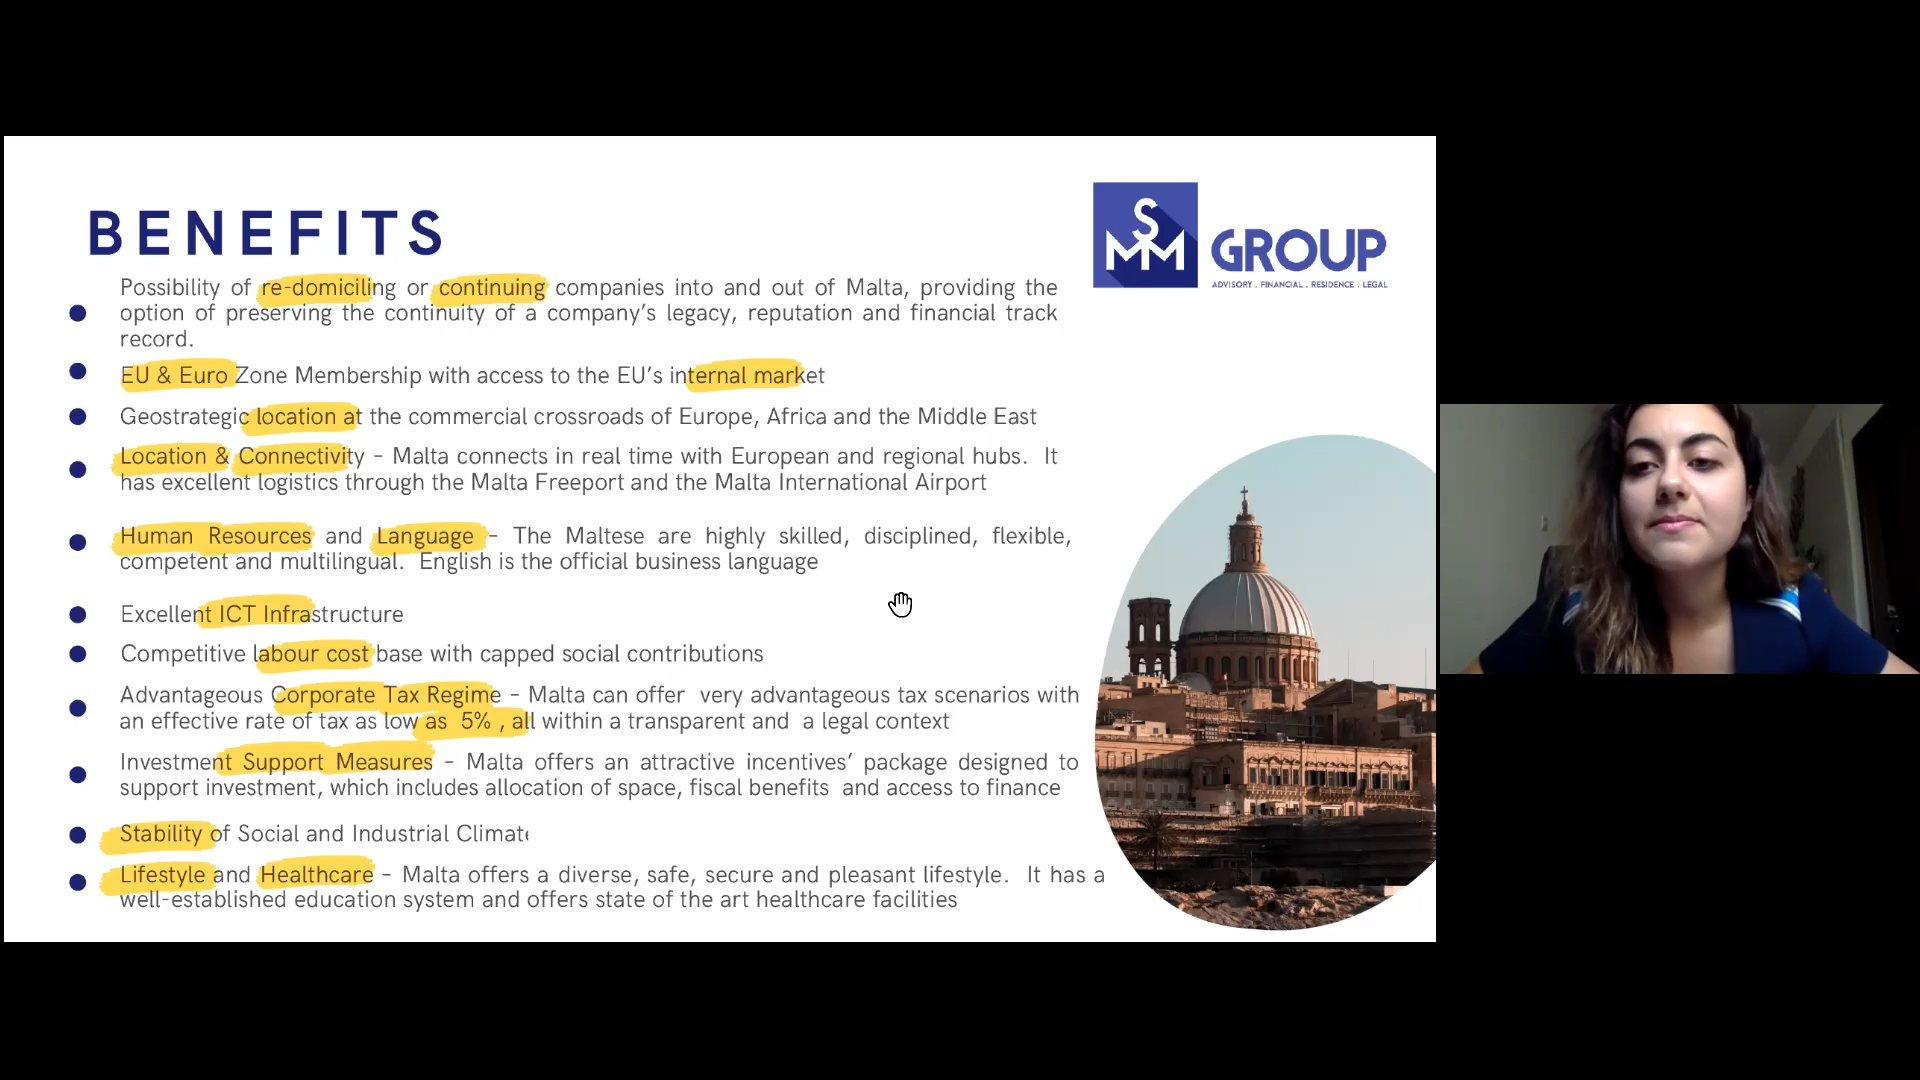 BENEFITS
SMM GROUP
ADVISORY . FINANCIAL . RESIDENCE . LEGAL
Possibility of re-domiciling or continuing companies into and out of Malta, providing the
option of preserving the continuity of a company's legacy, reputation and financial track
record.
EU & Euro Zone Membership with access to the EU's internal market
Geostrategic location at the commercial crossroads of Europe, Africa and the Middle East
Location & Connectivity – Malta connects in real time with European and regional hubs. It
has excellent logistics through the Malta Freeport and the Malta International Airport
Human Resources and Language – The Maltese are highly skilled, disciplined, flexible,
competent and multilingual. English is the official business language
Excellent ICT Infrastructure
Competitive labour cost base with capped social contributions
Advantageous Corporate Tax Regime – Malta can offer very advantageous tax scenarios with
an effective rate of tax as low as 5% , all within a transparent and a legal context
Investment Support Measures – Malta offers an attractive incentives' package designed to
support investment, which includes allocation of space, fiscal benefits and access to finance
Stability of Social and Industrial Climate
Lifestyle and Healthcare – Malta offers a diverse, safe, secure and pleasant lifestyle. It has a
well-established education system and offers state of the art healthcare facilities